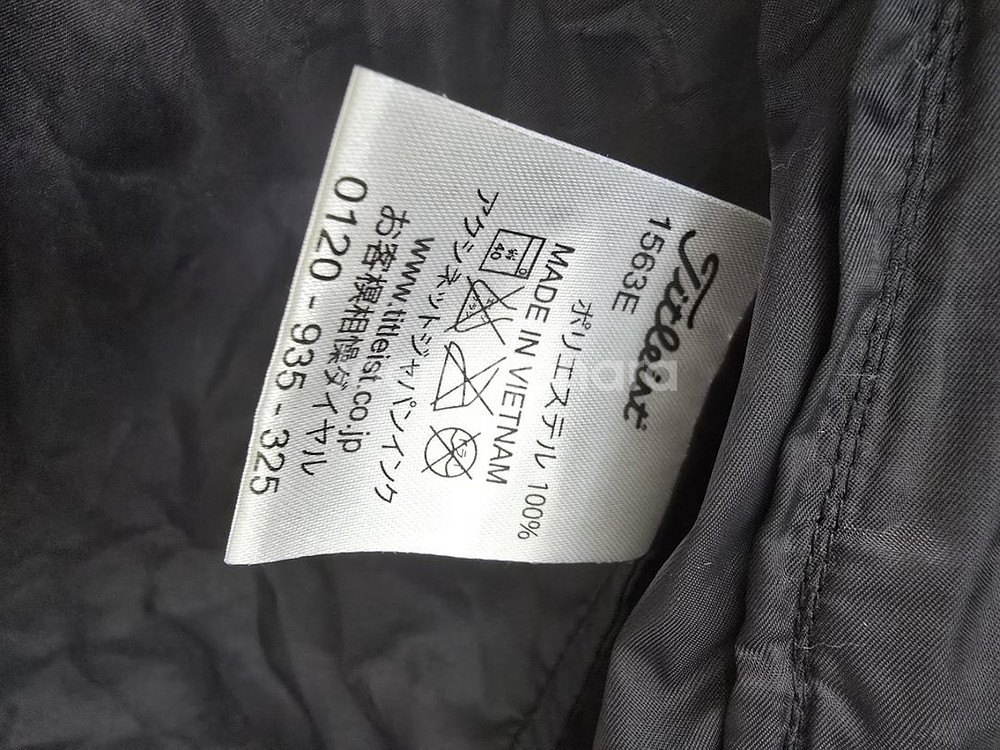 Titleist
1563E
ポリエステル 100%
MADE IN VIETNAM
40
アクシネットジャパンインク
www.titleist.co.jp
お客様相談ダイヤル
0120 - 935 - 325